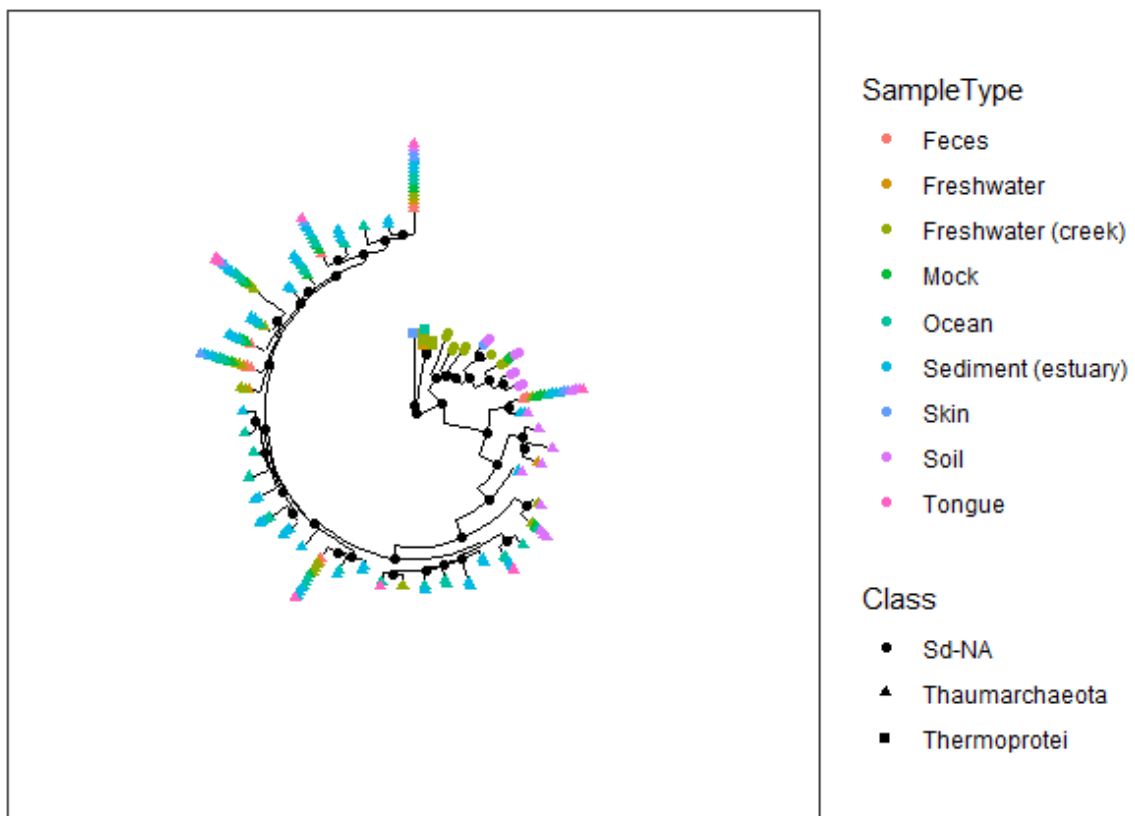 SampleType
Feces
Freshwater
Freshwater (creek)
Mock
Ocean
Sediment (estuary)
Skin
Soil
Tongue
Class
Sd-NA
Thaumarchaeota
Thermoprotei